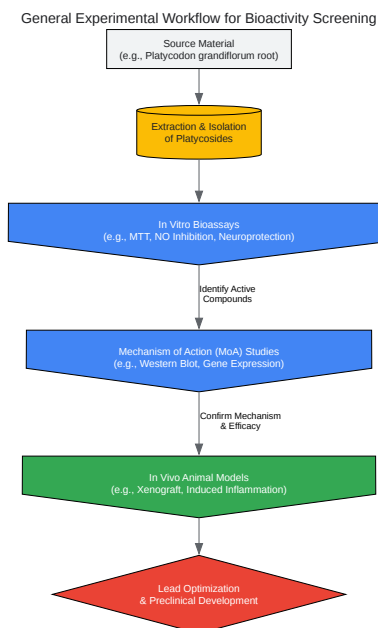 General Experimental Workflow for Bioactivity Screening
Source Material
(e.g., Platycodon grandiflorum root)
Extraction & Isolation
of Platycosides
In Vitro Bioassays
(e.g., MTT, NO Inhibition, Neuroprotection)
Identify Active
Compounds
Mechanism of Action (MoA) Studies
(e.g., Western Blot, Gene Expression)
Confirm Mechanism
& Efficacy
In Vivo Animal Models
(e.g., Xenograft, Induced Inflammation)
Lead Optimization
& Preclinical Development